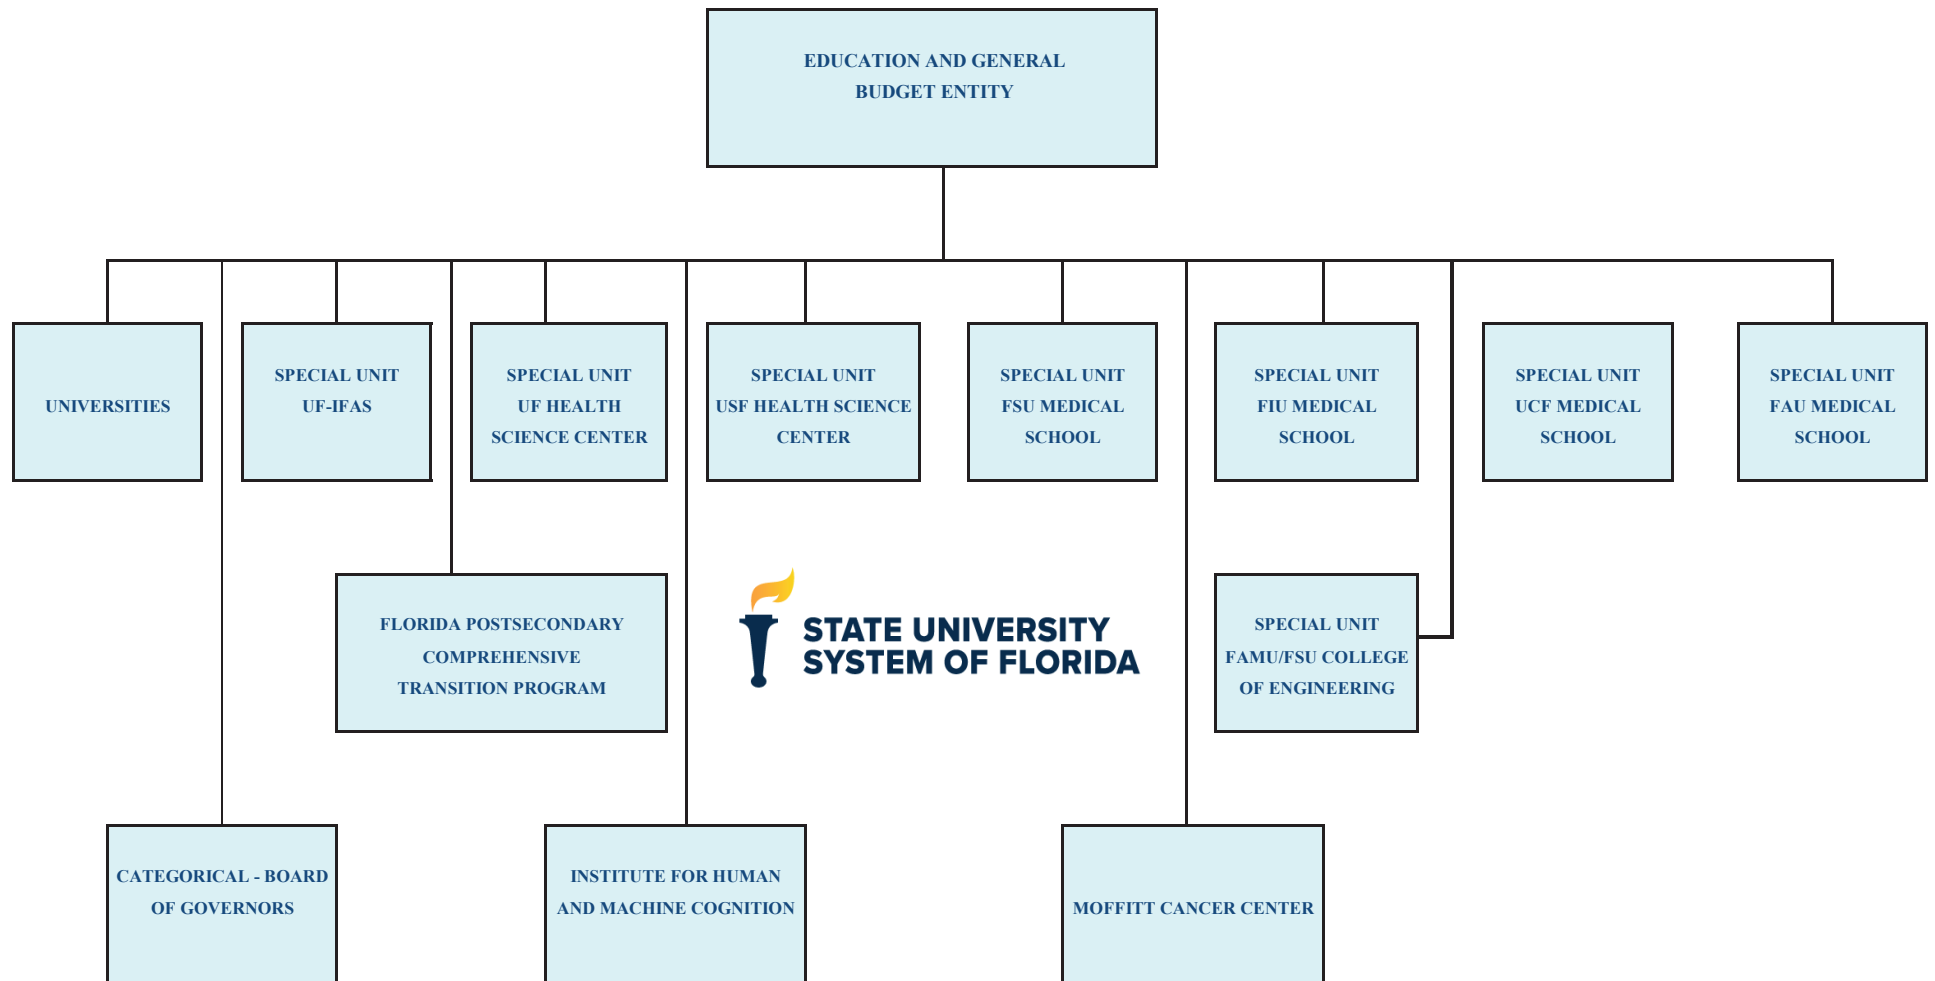 EDUCATION AND GENERAL
BUDGET ENTITY
UNIVERSITIES
SPECIAL UNIT
UF-IFAS
SPECIAL UNIT
UF HEALTH
SCIENCE CENTER
SPECIAL UNIT
USF HEALTH SCIENCE
CENTER
SPECIAL UNIT
FSU MEDICAL
SCHOOL
SPECIAL UNIT
FIU MEDICAL
SCHOOL
SPECIAL UNIT
UCF MEDICAL
SCHOOL
SPECIAL UNIT
FAU MEDICAL
SCHOOL
FLORIDA POSTSECONDARY
COMPREHENSIVE
TRANSITION PROGRAM
STATE UNIVERSITY
SYSTEM OF FLORIDA
SPECIAL UNIT
FAMU/FSU COLLEGE
OF ENGINEERING
CATEGORICAL - BOARD
OF GOVERNORS
INSTITUTE FOR HUMAN
AND MACHINE COGNITION
MOFFITT CANCER CENTER